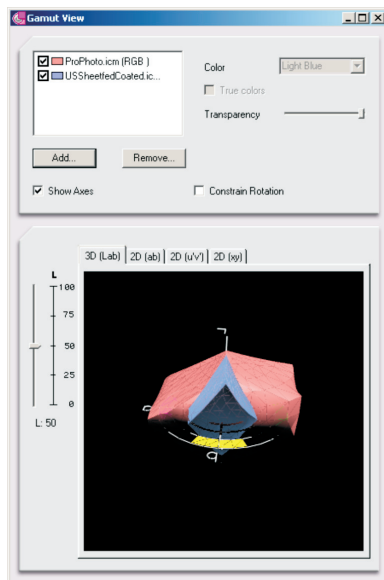 Gamut View
ProPhoto.icm (RGB )
USSheetfedCoated.ic...
Color
Light Blue
True colors
Transparency
Add...
Remove...
Show Axes
Constrain Rotation
3D (Lab)
2D (ab)
2D (u'v')
2D (xy)
L
100
75
50
25
0
L: 50
L
a
b